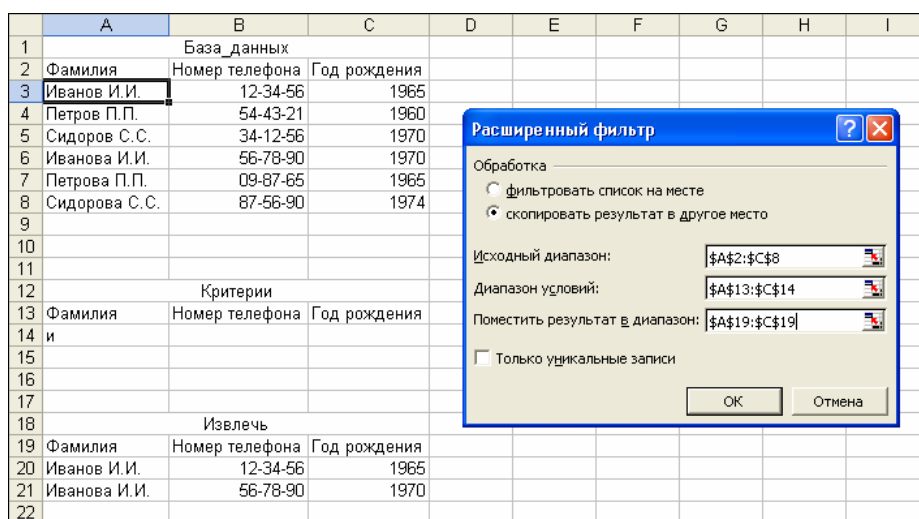 A B C D E F G H I
1 База_данных
2 Фамилия Номер телефона Год рождения
3 Иванов И.И. 12-34-56 1965
4 Петров П.П. 54-43-21 1960
5 Сидоров С.С. 34-12-56 1970
6 Иванова И.И. 56-78-90 1970
7 Петрова П.П. 09-87-65 1965
8 Сидорова С.С. 87-56-90 1974
9
10
11
12 Критерии
13 Фамилия Номер телефона Год рождения
14 и
15
16
17
18 Извлечь
19 Фамилия Номер телефона Год рождения
20 Иванов И.И. 12-34-56 1965
21 Иванова И.И. 56-78-90 1970
22
Расширенный фильтр
Обработка
фильтровать список на месте
скопировать результат в другое место
Исходный диапазон: $A$2:$C$8
Диапазон условий: $A$13:$C$14
Поместить результат в диапазон: $A$19:$C$19
Только уникальные записи
ОК Отмена